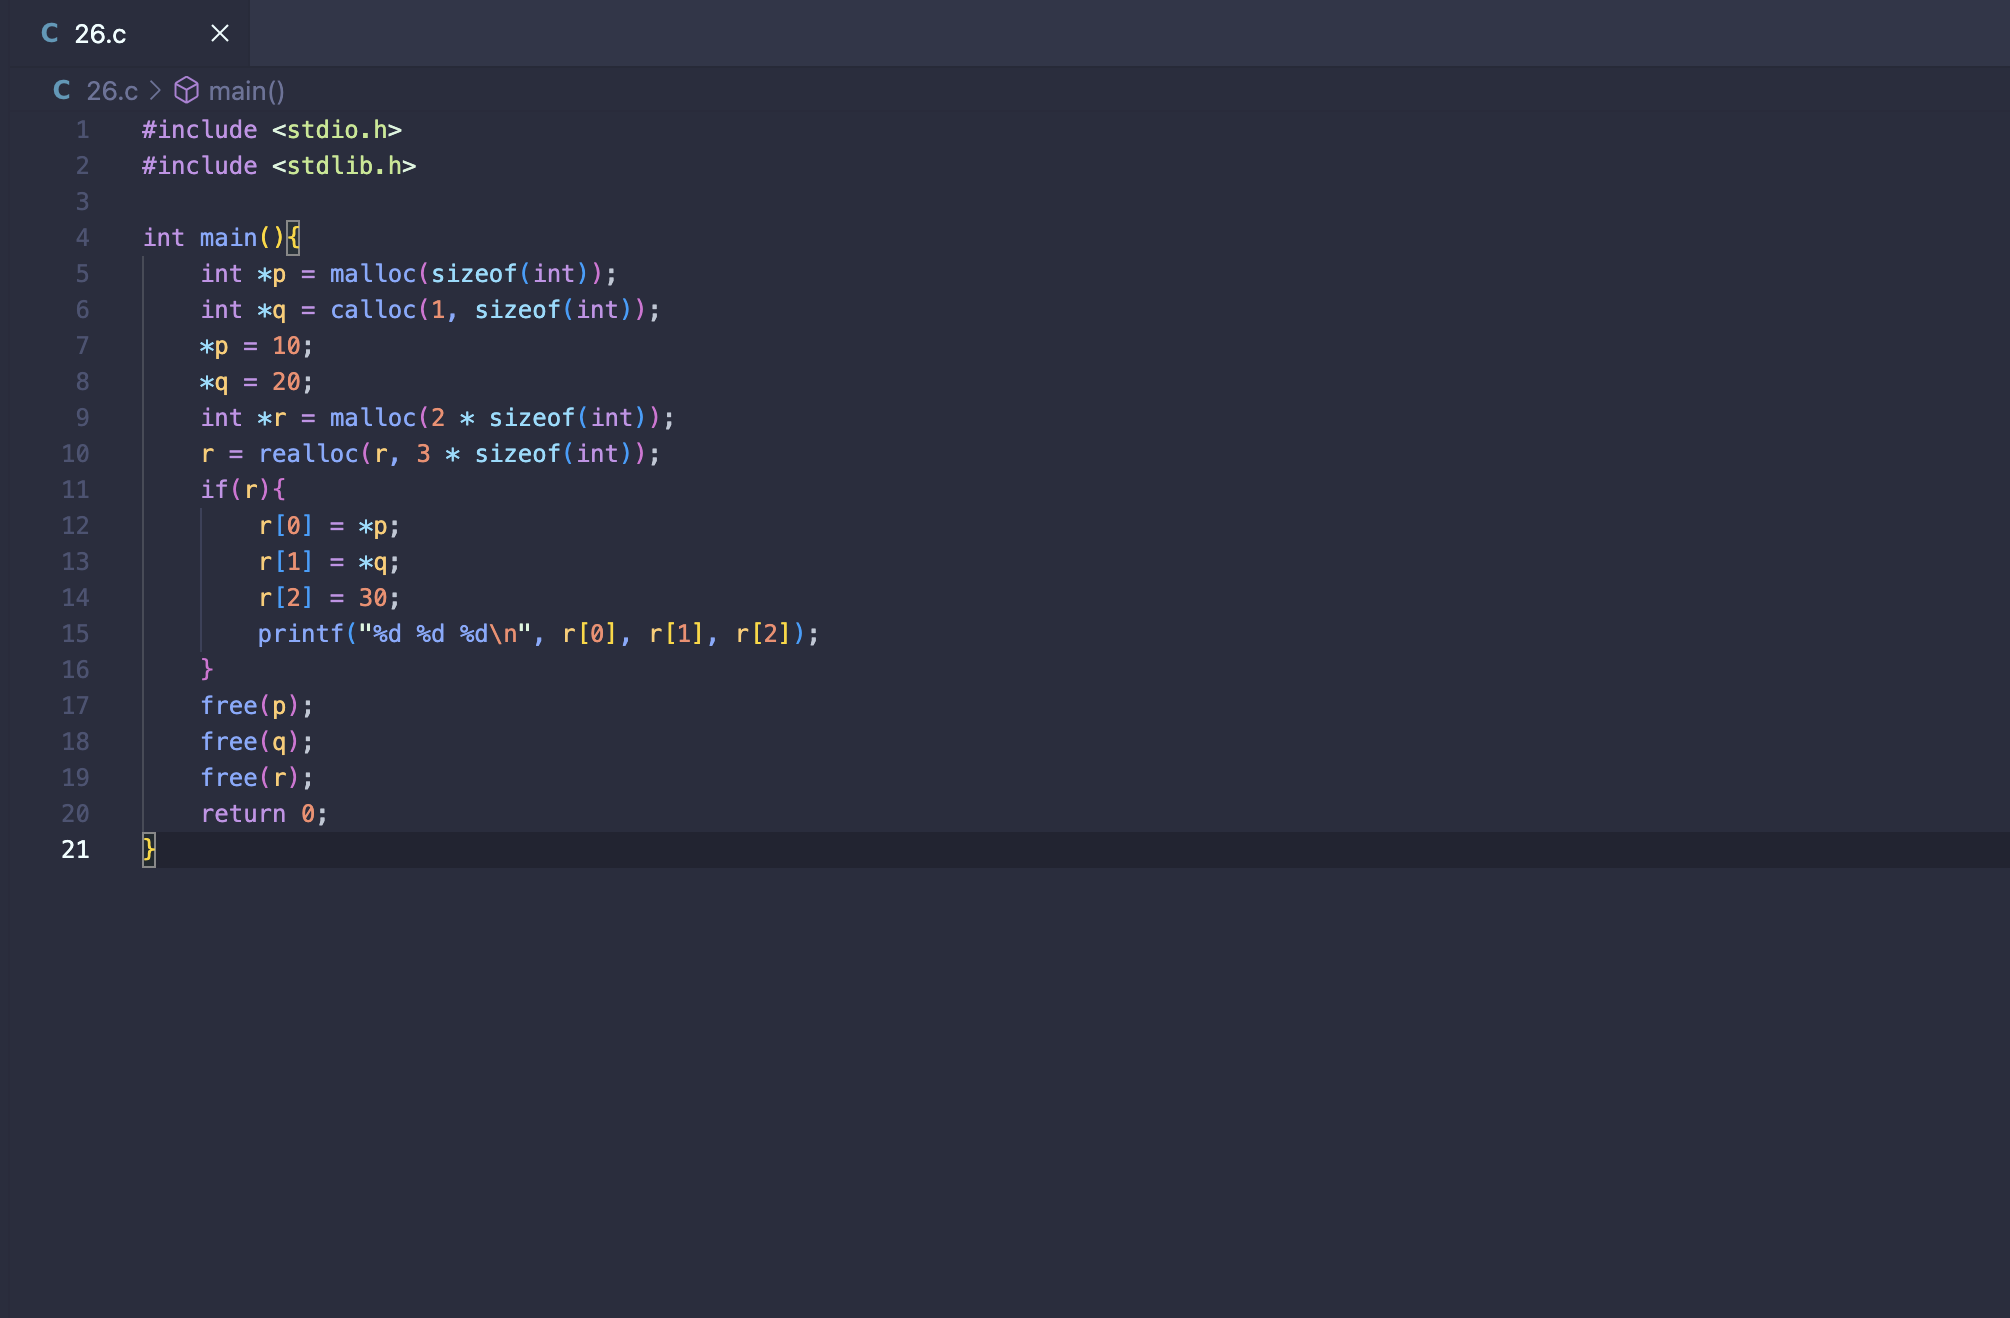 C 26.c ×
C 26.c > main()
1 #include <stdio.h>
2 #include <stdlib.h>
3
4 int main(){
5     int *p = malloc(sizeof(int));
6     int *q = calloc(1, sizeof(int));
7     *p = 10;
8     *q = 20;
9     int *r = malloc(2 * sizeof(int));
10     r = realloc(r, 3 * sizeof(int));
11     if(r){
12         r[0] = *p;
13         r[1] = *q;
14         r[2] = 30;
15         printf("%d %d %d\n", r[0], r[1], r[2]);
16     }
17     free(p);
18     free(q);
19     free(r);
20     return 0;
21 }